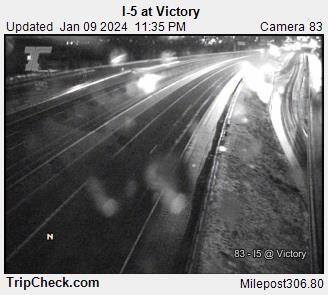 I-5 at Victory
Updated Jan 09 2024 11:35 PM Camera 83
N
83 - I5 @ Victory
TripCheck.com Milepost306.80